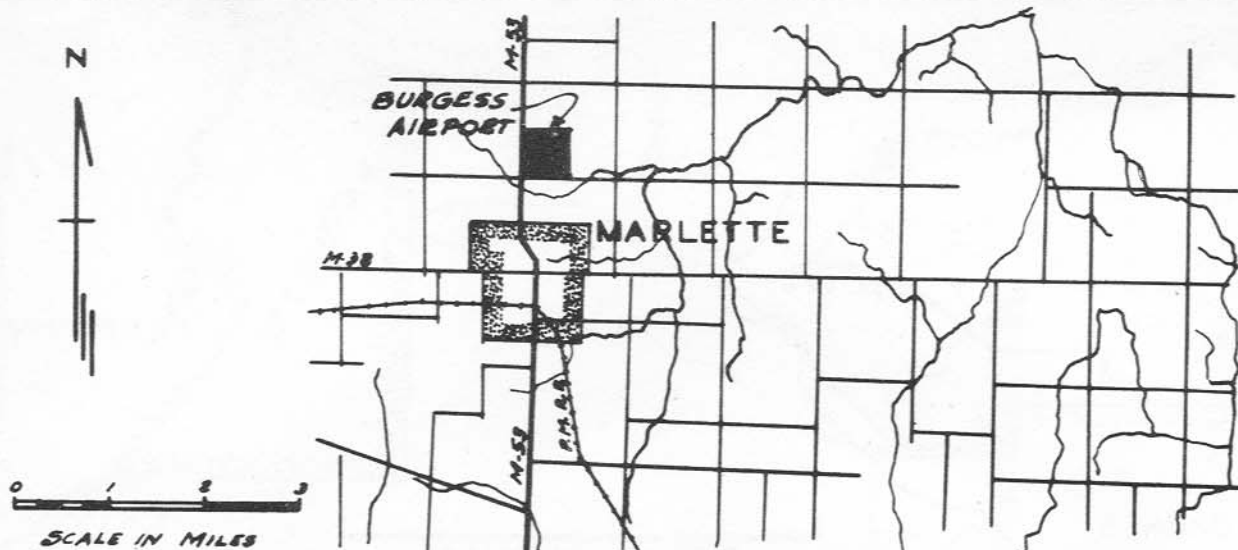 N
M-53
BURGESS
AIRPORT
MARLETTE
M-38
P.M.R.R.
M-53
0 1 2 3
SCALE IN MILES